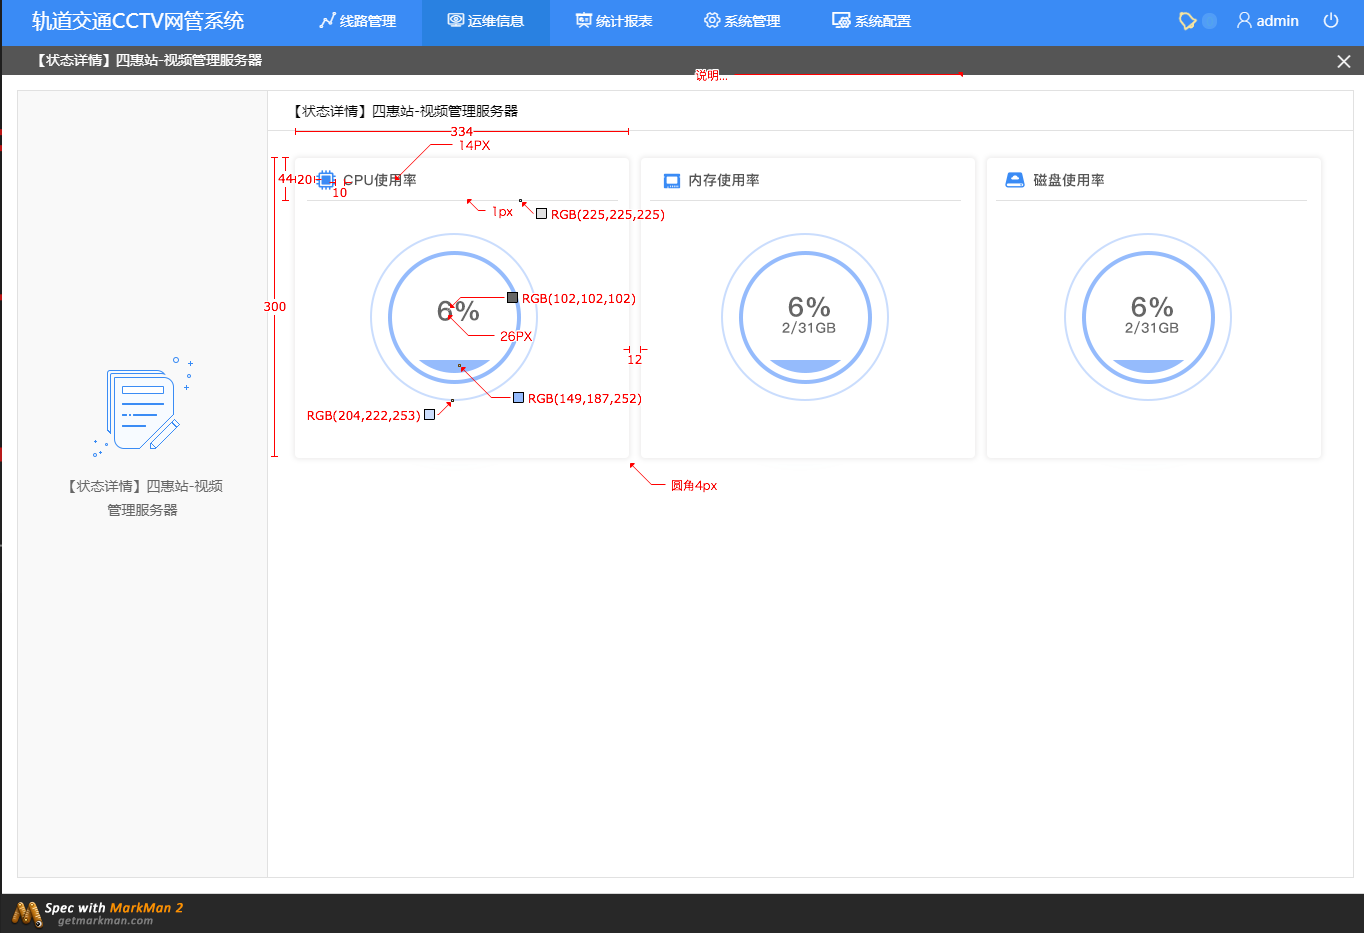 轨道交通CCTV网管系统
线路管理
运维信息
统计报表
系统管理
系统配置
admin
【状态详情】四惠站-视频管理服务器
说明...
【状态详情】四惠站-视频管理服务器
334
14PX
44
20
CPU使用率
10
内存使用率
磁盘使用率
1px
RGB(225,225,225)
300
6%
RGB(102,102,102)
26PX
6%
2/31GB
6%
2/31GB
12
RGB(149,187,252)
RGB(204,222,253)
圆角4px
【状态详情】四惠站-视频
管理服务器
Spec with MarkMan 2
getmarkman.com